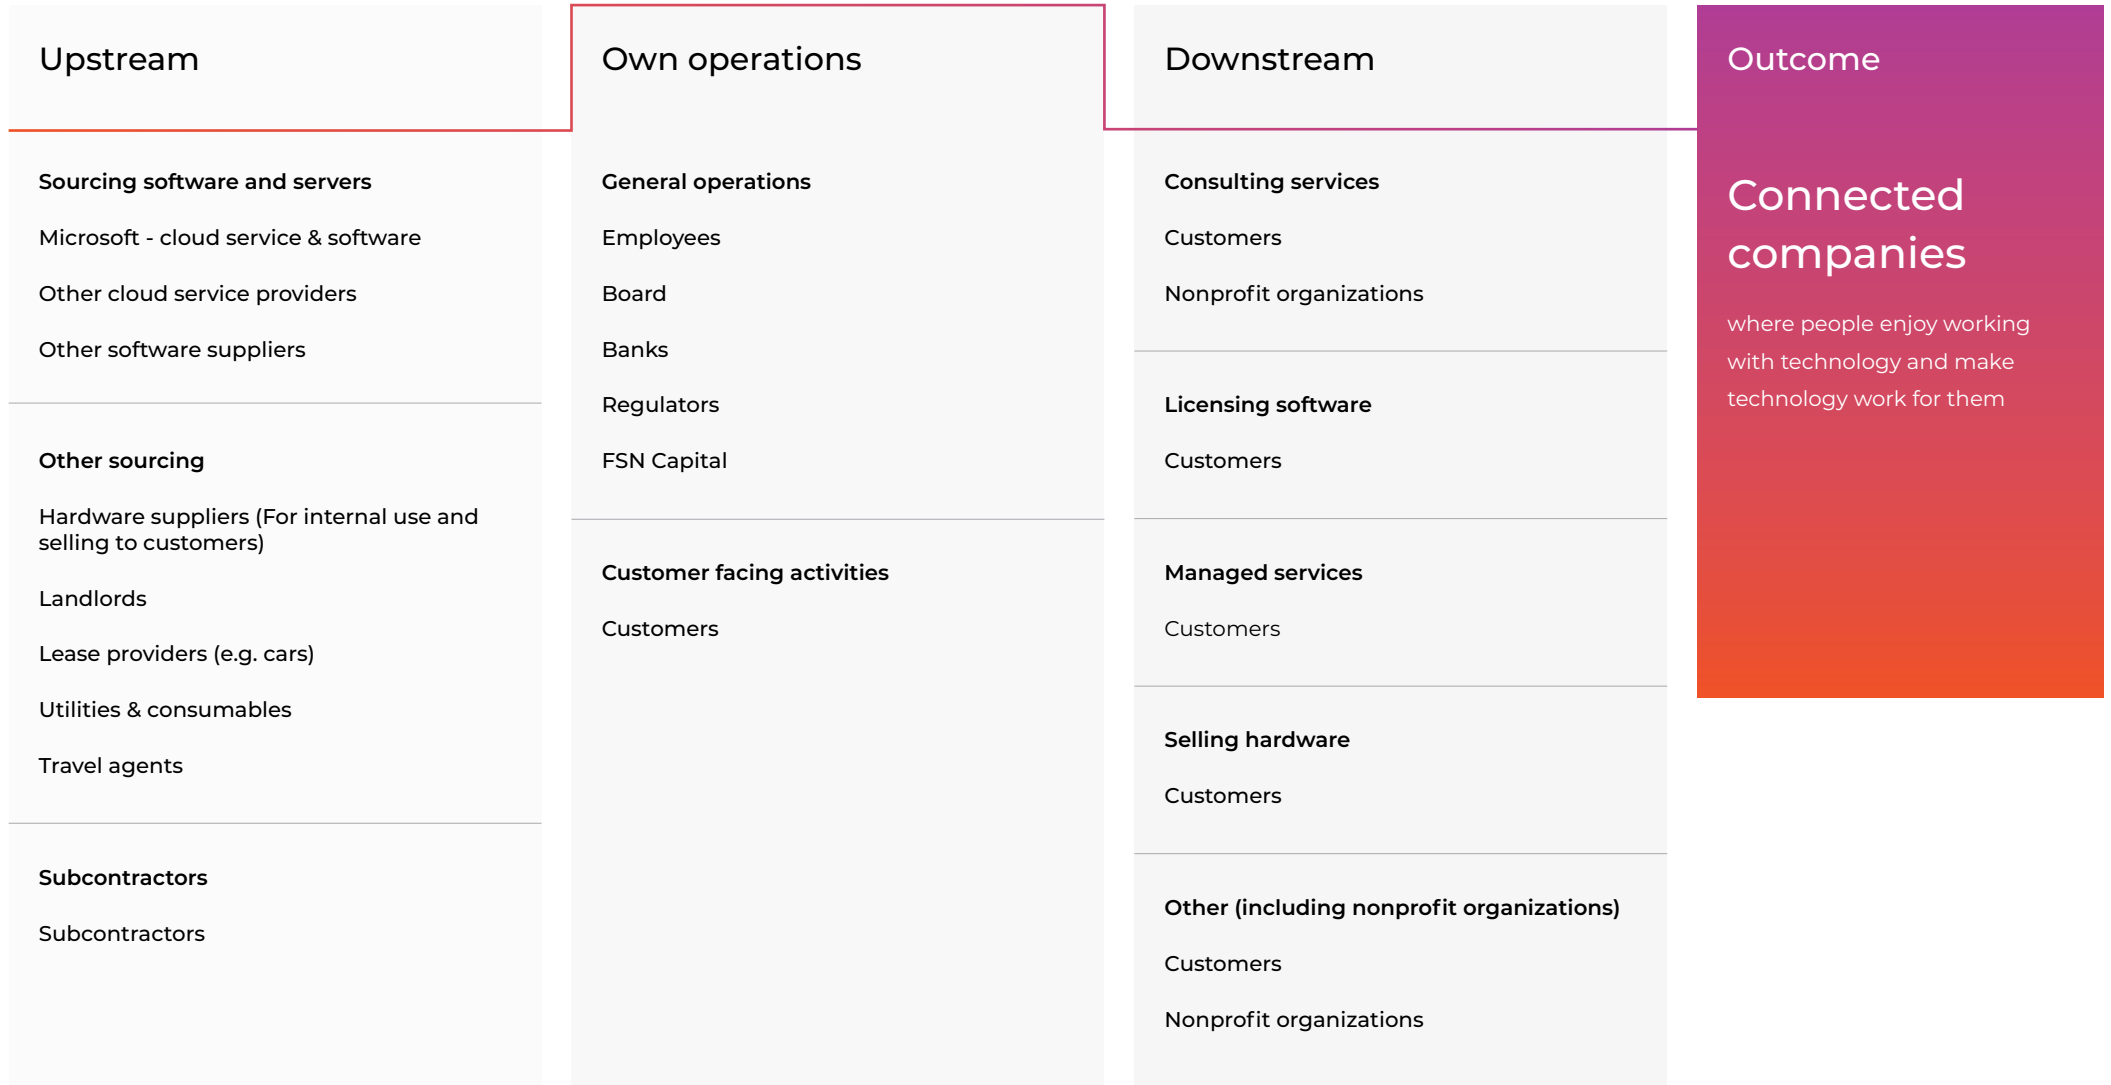 Upstream
Sourcing software and servers
Microsoft - cloud service & software
Other cloud service providers
Other software suppliers
Other sourcing
Hardware suppliers (For internal use and
selling to customers)
Landlords
Lease providers (e.g. cars)
Utilities & consumables
Travel agents
Subcontractors
Subcontractors
Own operations
General operations
Employees
Board
Banks
Regulators
FSN Capital
Customer facing activities
Customers
Downstream
Consulting services
Customers
Nonprofit organizations
Licensing software
Customers
Managed services
Customers
Selling hardware
Customers
Other (including nonprofit organizations)
Customers
Nonprofit organizations
Outcome
Connected
companies
where people enjoy working
with technology and make
technology work for them